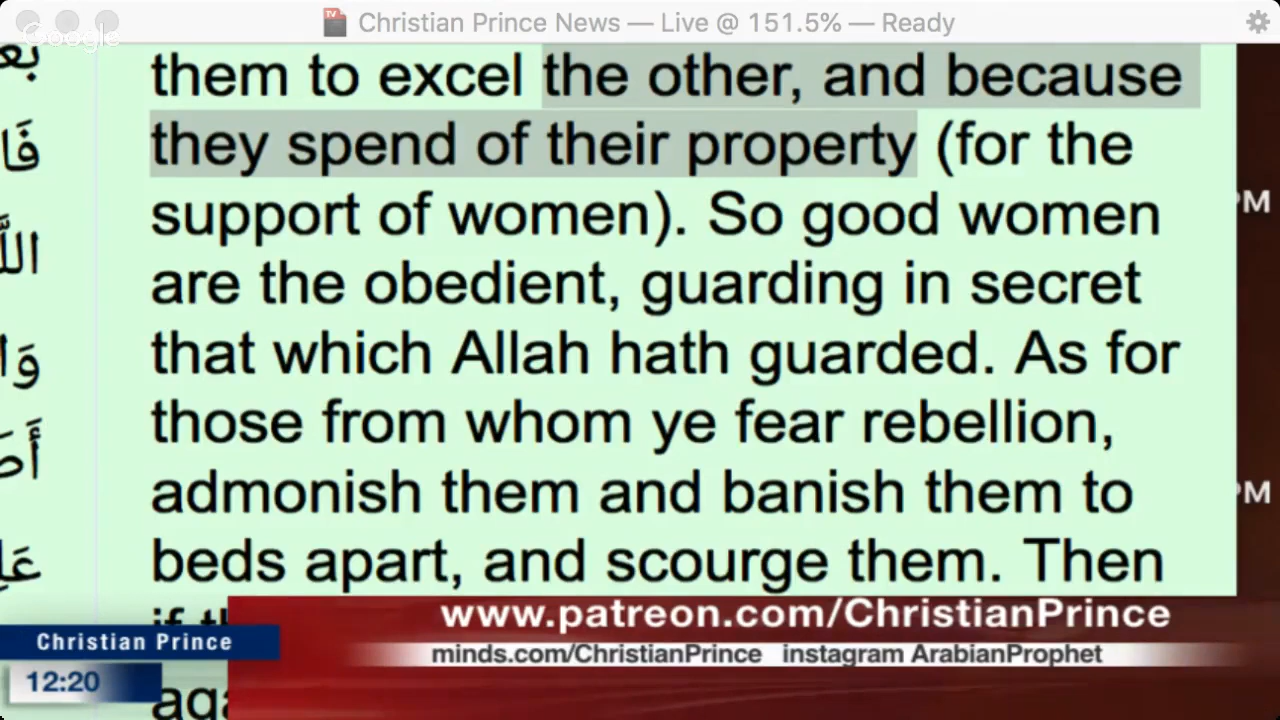 Christian Prince News — Live @ 151.5% — Ready
Google
them to excel the other, and because
they spend of their property (for the
support of women). So good women
are the obedient, guarding in secret
that which Allah hath guarded. As for
those from whom ye fear rebellion,
admonish them and banish them to
beds apart, and scourge them. Then
PM
PM
www.patreon.com/ChristianPrince
Christian Prince
minds.com/ChristianPrince instagram ArabianProphet
12:20